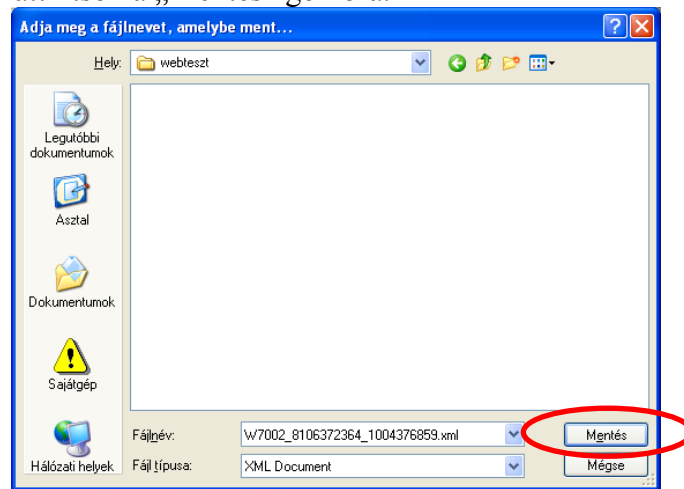 Adja meg a fájlnevet, amelybe ment...
Hely:
webteszt
Legutóbbi
dokumentumok
Asztal
Dokumentumok
Sajátgép
Hálózati helyek
Fájlnév:
W7002_8106372364_1004376859.xml
Mentés
Fájl típusa:
XML Document
Mégse